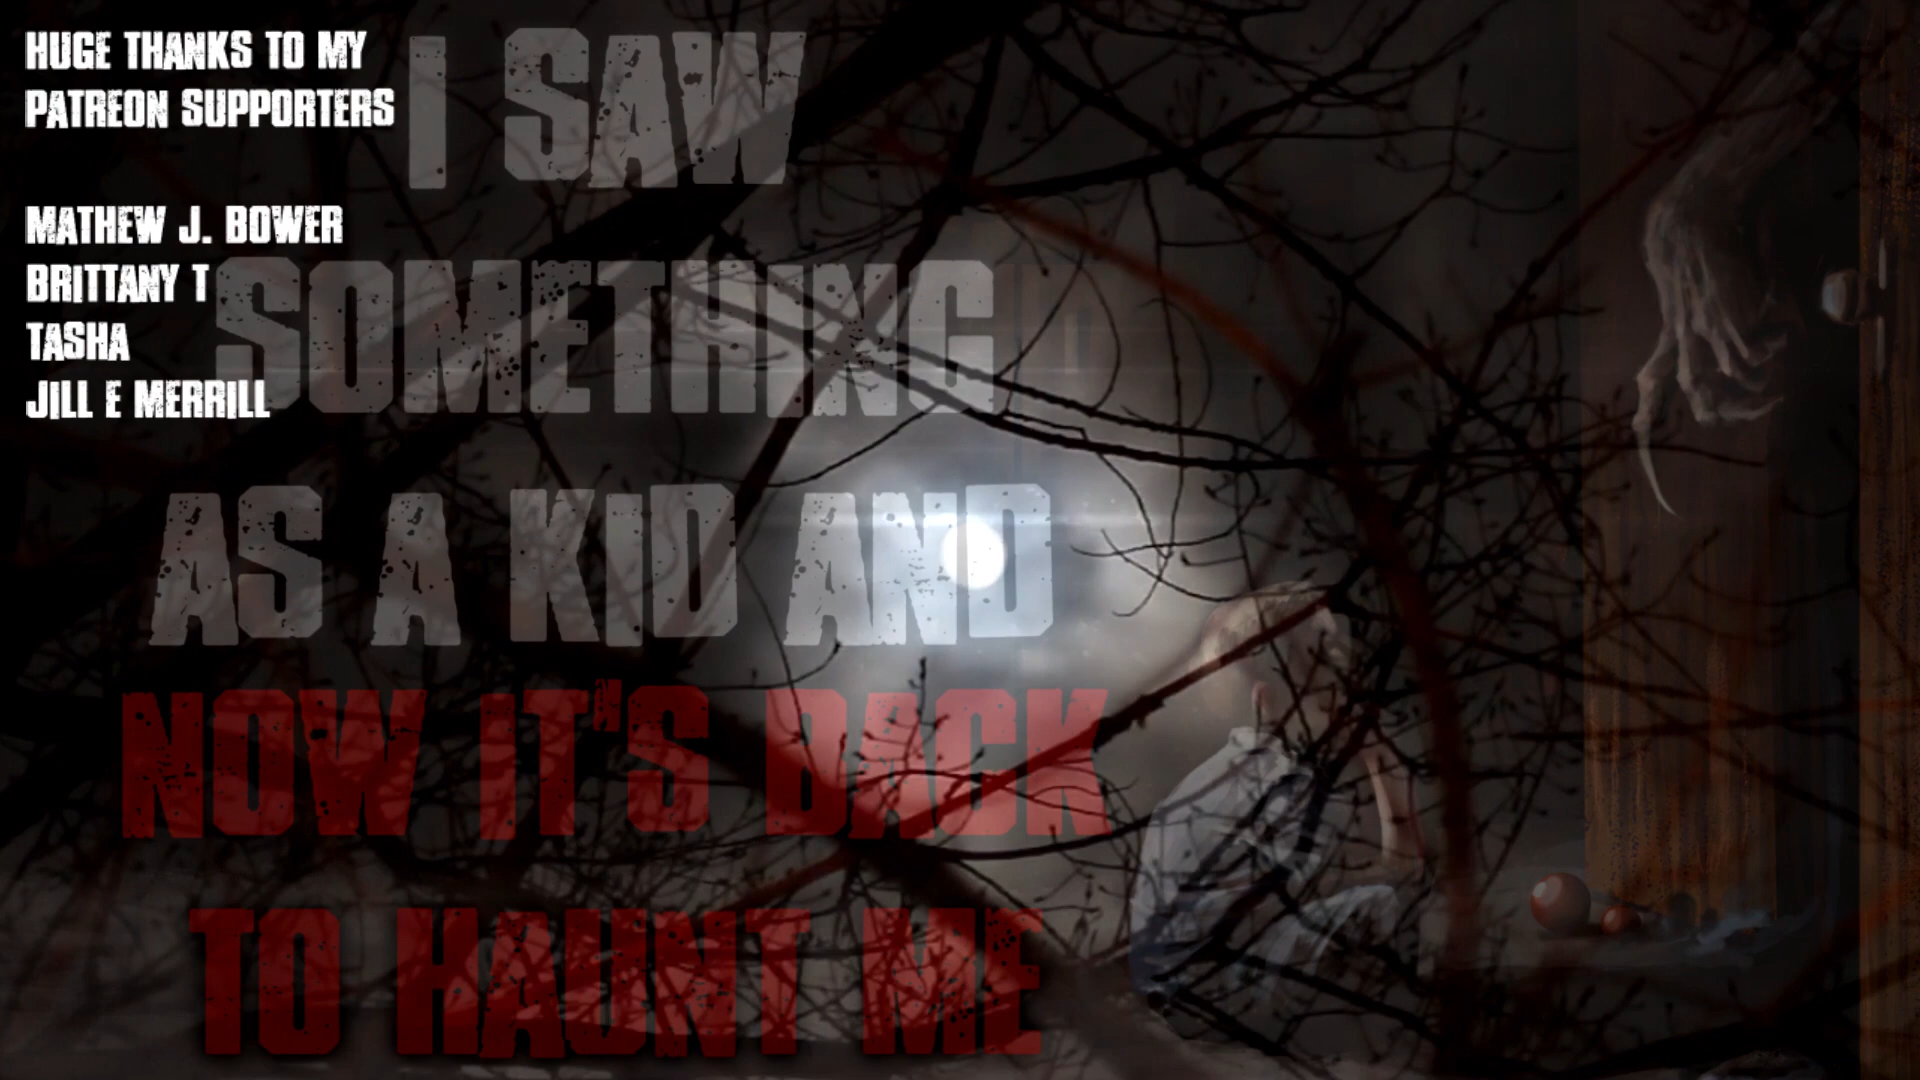 HUGE THANKS TO MY
PATREON SUPPORTERS
MATHEW J. BOWER
BRITTANY T
TASHA
JILL E MERRILL
I SAW
SOMETHING
AS A KID AND
NOW IT'S BACK
TO HAUNT ME